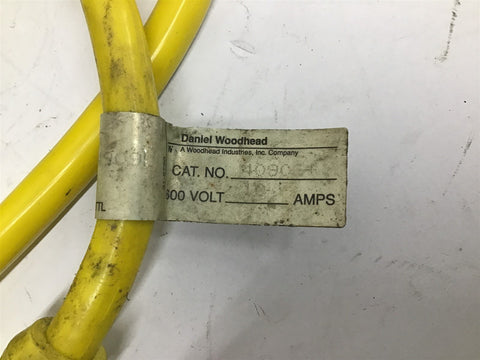 Daniel Woodhead
A Woodhead Industries, Inc. Company
CAT. NO.
600 VOLT AMPS